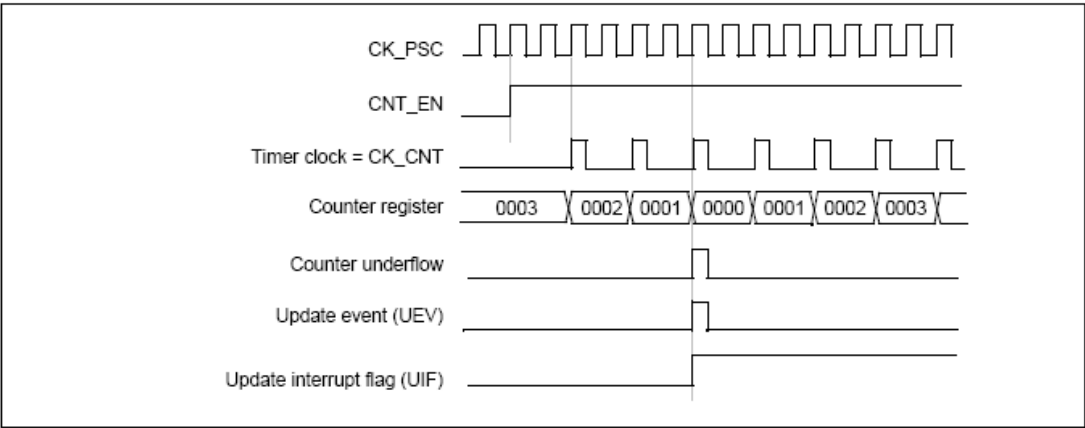 CK_PSC
CNT_EN
Timer clock = CK_CNT
Counter register 0003 0002 0001 0000 0001 0002 0003
Counter underflow
Update event (UEV)
Update interrupt flag (UIF)